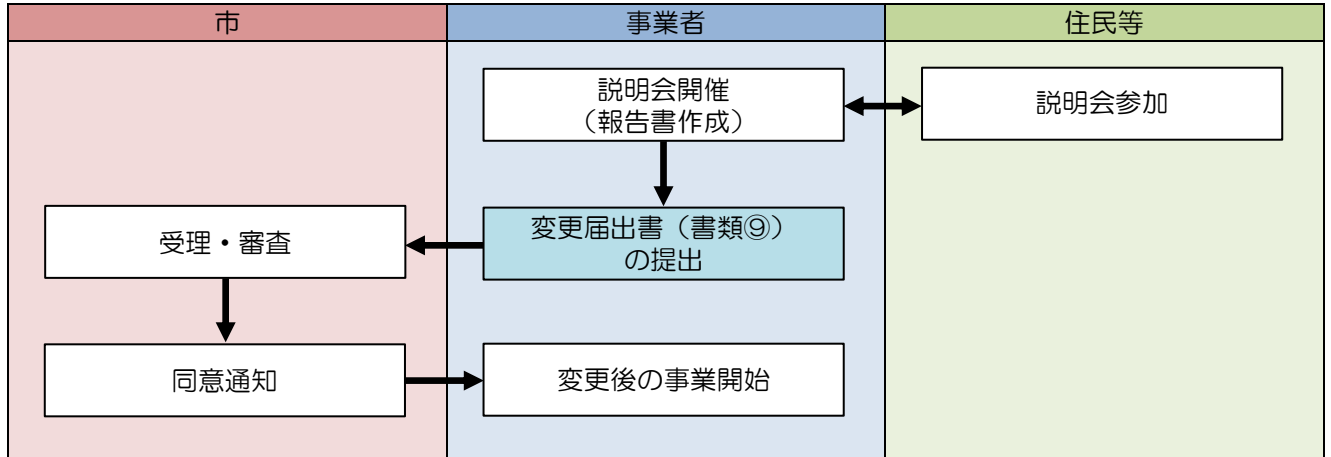 市
事業者
住民等
説明会開催
（報告書作成）
説明会参加
変更届出書（書類⑨）
の提出
受理・審査
同意通知
変更後の事業開始